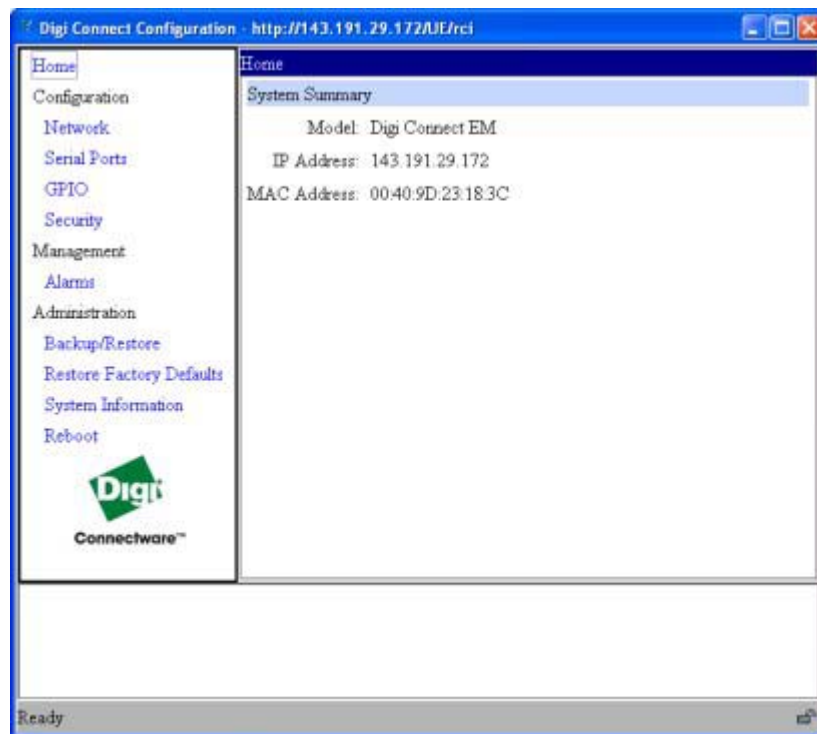 Digi Connect Configuration - http://143.191.29.172/UE/rci
Home
Configuration
Network
Serial Ports
GPIO
Security
Management
Alarms
Administration
Backup/Restore
Restore Factory Defaults
System Information
Reboot
Digi
Connectware™
Home
System Summary
Model: Digi Connect EM
IP Address: 143.191.29.172
MAC Address: 00:40:9D:23:18:3C
Ready